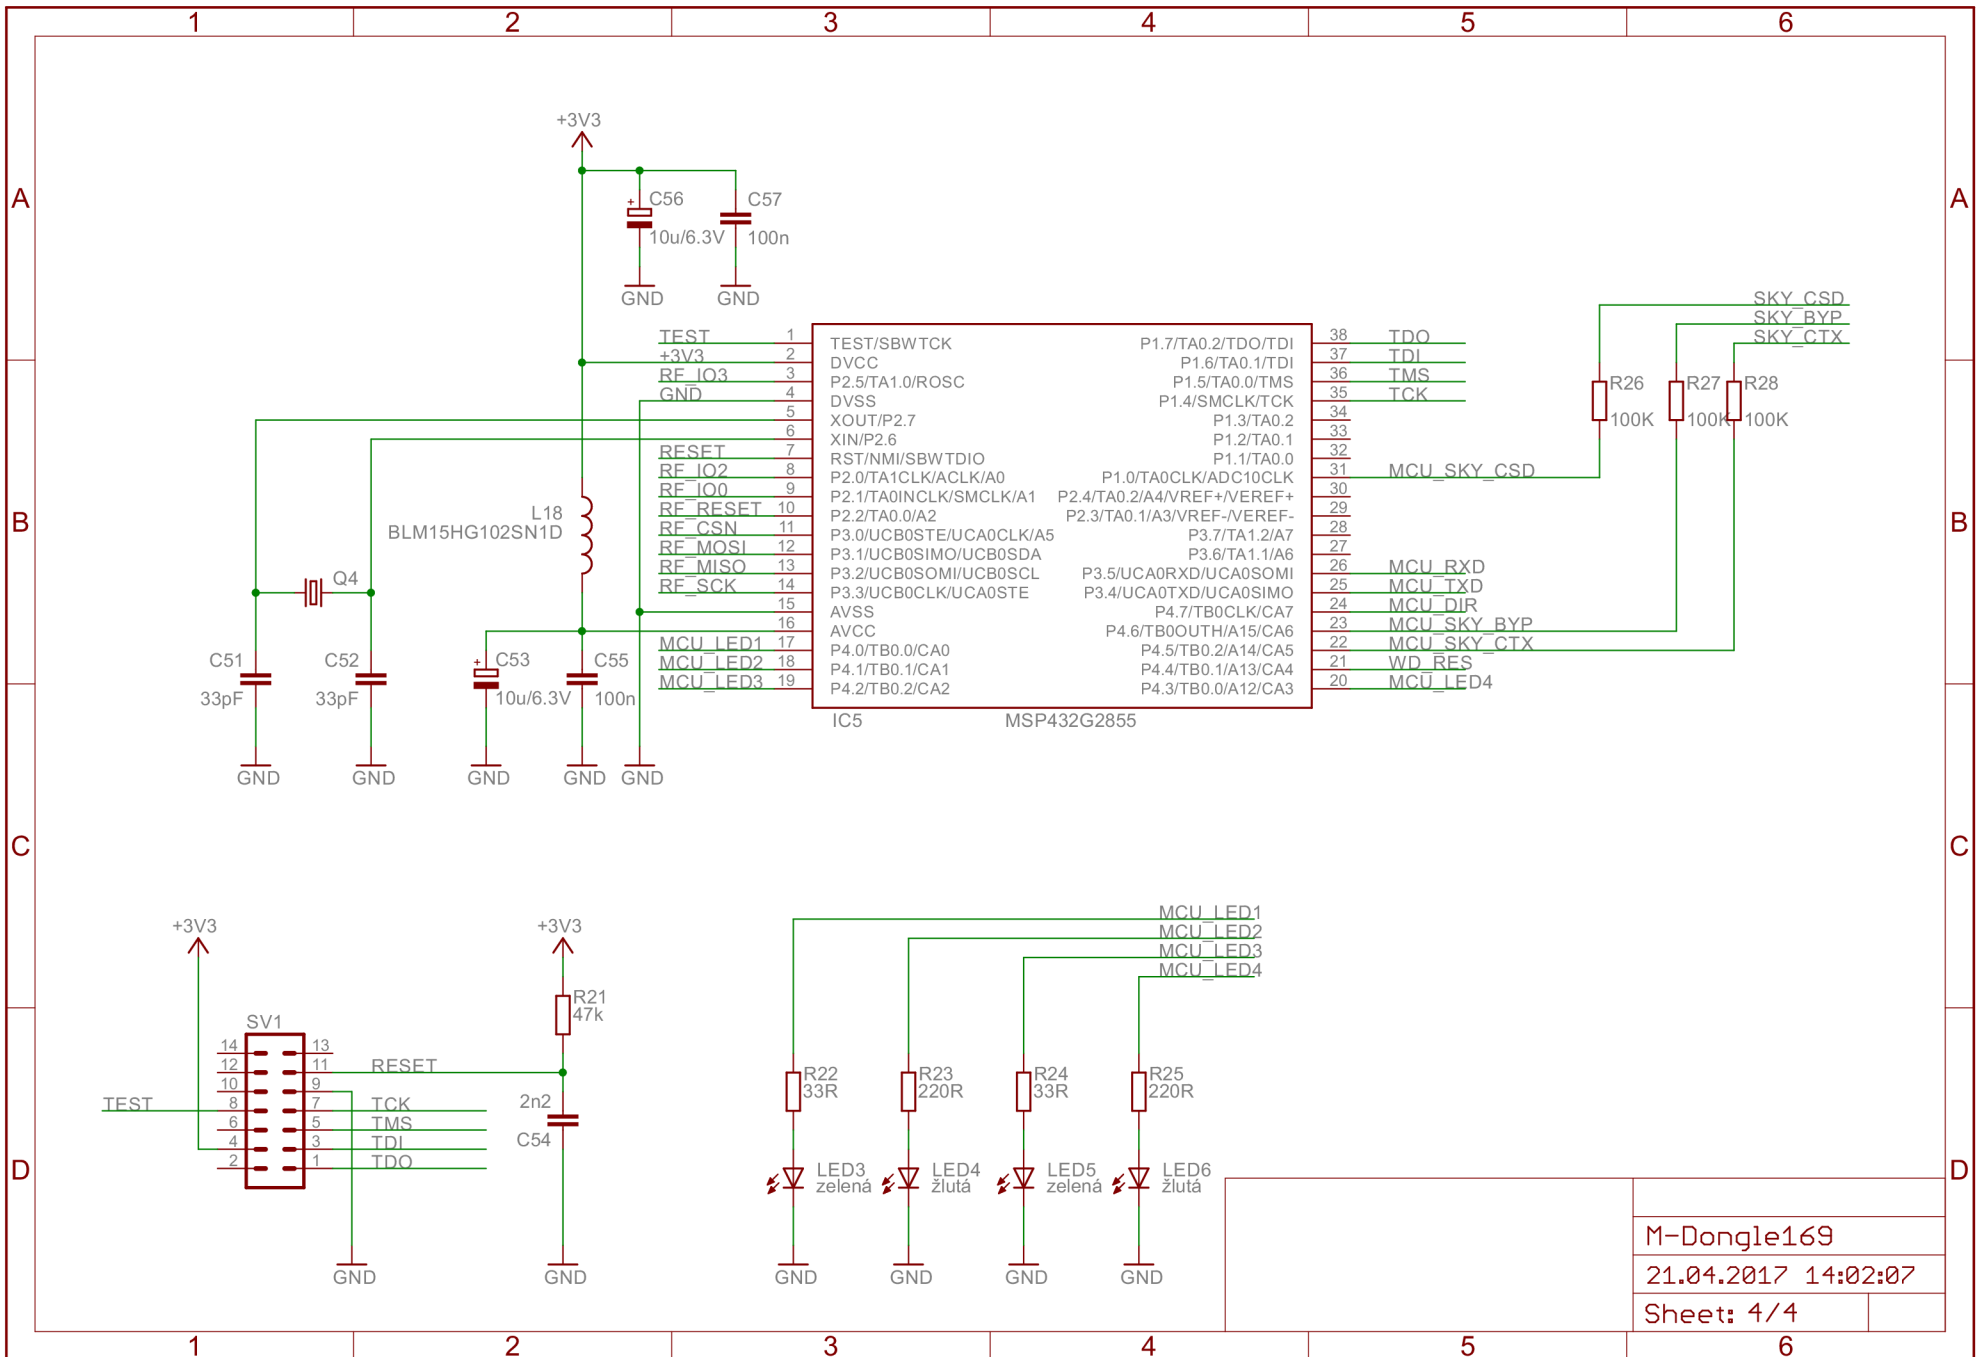 1 2 3 4 5 6
A A
B B
C C
D D
+3V3
C56
10u/6.3V
C57
100n
GND
GND
TEST
+3V3
RF_IO3
GND
RESET
RF_IO2
RF_IO0
RF_RESET
RF_CSN
RF_MOSI
RF_MISO
RF_SCK
MCU_LED1
MCU_LED2
MCU_LED3
1 TEST/SBWTCK
2 DVCC
3 P2.5/TA1.0/ROSC
4 DVSS
5 XOUT/P2.7
6 XIN/P2.6
7 RST/NMI/SBWTDIO
8 P2.0/TA1CLK/ACLK/A0
9 P2.1/TA0INCLK/SMCLK/A1
10 P2.2/TA0.0/A2
11 P3.0/UCB0STE/UCA0CLK/A5
12 P3.1/UCB0SIMO/UCB0SDA
13 P3.2/UCB0SOMI/UCB0SCL
14 P3.3/UCB0CLK/UCA0STE
15 AVSS
16 AVCC
17 P4.0/TB0.0/CA0
18 P4.1/TB0.1/CA1
19 P4.2/TB0.2/CA2
P1.7/TA0.2/TDO/TDI 38 TDO
P1.6/TA0.1/TDI 37 TDI
P1.5/TA0.0/TMS 36 TMS
P1.4/SMCLK/TCK 35 TCK
P1.3/TA0.2 34
P1.2/TA0.1 33
P1.1/TA0.0 32
P1.0/TA0CLK/ADC10CLK 31 MCU_SKY_CSD
P2.4/TA0.2/A4/VREF+/VEREF+ 30
P2.3/TA0.1/A3/VREF-/VEREF- 29
P3.7/TA1.2/A7 28
P3.6/TA1.1/A6 27
P3.5/UCA0RXD/UCA0SOMI 26 MCU_RXD
P3.4/UCA0TXD/UCA0SIMO 25 MCU_TXD
P4.7/TB0CLK/CA7 24 MCU_DIR
P4.6/TB0OUTH/A15/CA6 23 MCU_SKY_BYP
P4.5/TB0.2/A14/CA5 22 MCU_SKY_CTX
P4.4/TB0.1/A13/CA4 21 WD_RES
P4.3/TB0.0/A12/CA3 20 MCU_LED4
IC5 MSP432G2855
SKY_CSD
SKY_BYP
SKY_CTX
R26
100K
R27
100K
R28
100K
L18
BLM15HG102SN1D
Q4
C51
33pF
C52
33pF
C53
10u/6.3V
C55
100n
GND
GND
GND
GND
GND
+3V3
SV1
14 13
12 11 RESET
10 9
TEST 8 7 TCK
6 5 TMS
4 3 TDI
2 1 TDO
GND
+3V3
R21
47k
2n2
C54
GND
MCU_LED1
MCU_LED2
MCU_LED3
MCU_LED4
R22
33R
R23
220R
R24
33R
R25
220R
LED3
zelená
LED4
žlutá
LED5
zelená
LED6
žlutá
GND
GND
GND
GND
M-Dongle169
21.04.2017 14:02:07
Sheet: 4/4
1 2 3 4 5 6